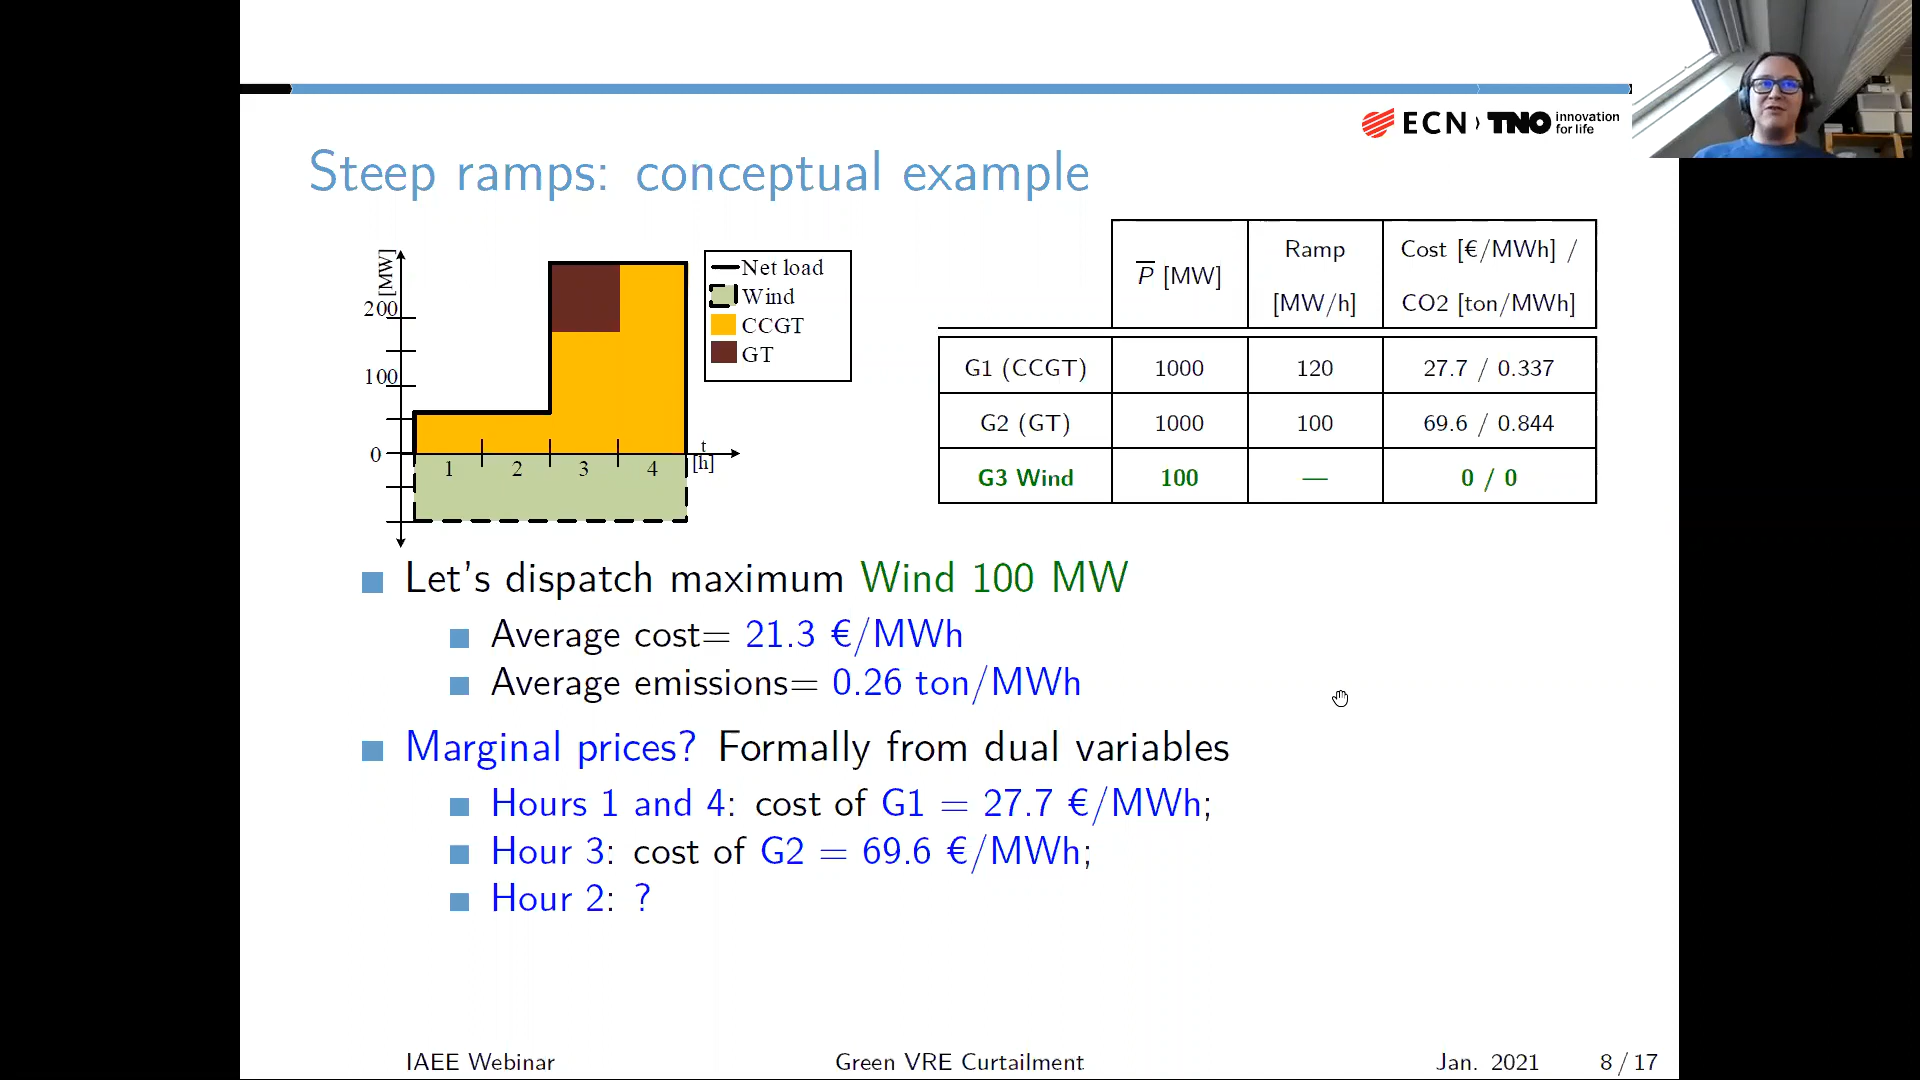 ECN › TNO innovation for life
Steep ramps: conceptual example
[MW]
200
100
0
1 2 3 4
t
[h]
Net load
Wind
CCGT
GT
P [MW] Ramp [MW/h] Cost [€/MWh] / CO2 [ton/MWh]
G1 (CCGT) 1000 120 27.7 / 0.337
G2 (GT) 1000 100 69.6 / 0.844
G3 Wind 100 — 0 / 0
Let's dispatch maximum Wind 100 MW
Average cost= 21.3 €/MWh
Average emissions= 0.26 ton/MWh
Marginal prices? Formally from dual variables
Hours 1 and 4: cost of G1 = 27.7 €/MWh;
Hour 3: cost of G2 = 69.6 €/MWh;
Hour 2: ?
IAEE Webinar Green VRE Curtailment Jan. 2021 8 / 17